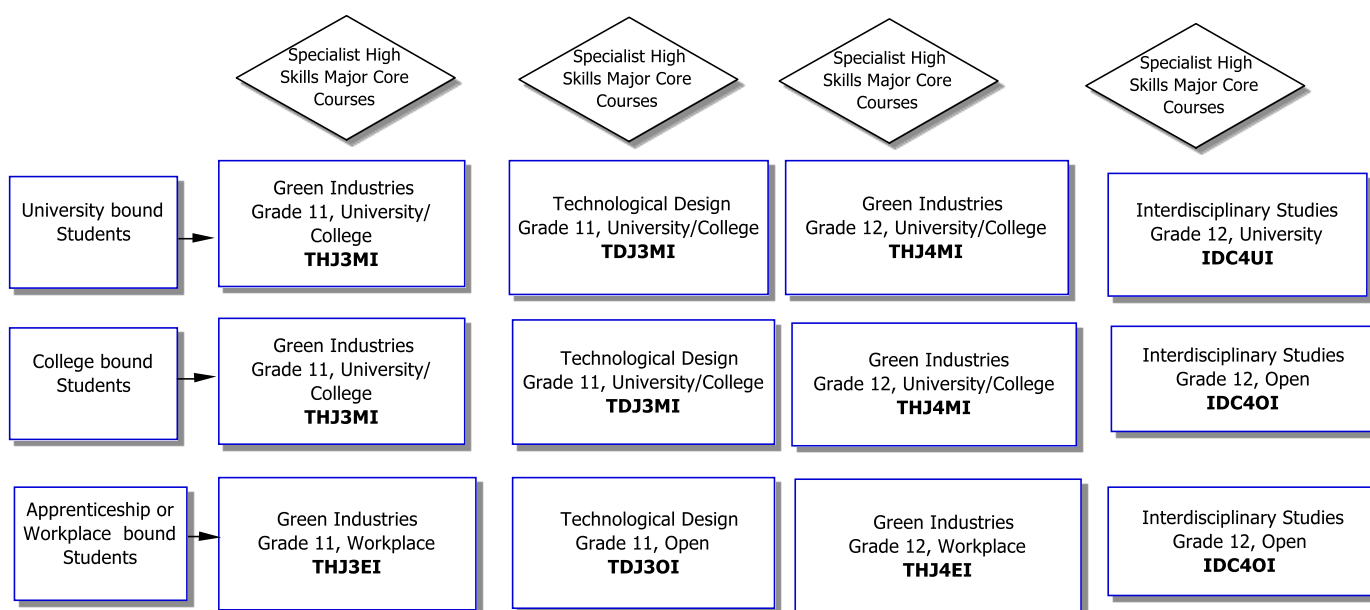 Specialist High
Skills Major Core
Courses
Specialist High
Skills Major Core
Courses
Specialist High
Skills Major Core
Courses
Specialist High
Skills Major Core
Courses
University bound
Students
Green Industries
Grade 11, University/
College
THJ3MI
Technological Design
Grade 11, University/College
TDJ3MI
Green Industries
Grade 12, University/College
THJ4MI
Interdisciplinary Studies
Grade 12, University
IDC4UI
College bound
Students
Green Industries
Grade 11, University/
College
THJ3MI
Technological Design
Grade 11, University/College
TDJ3MI
Green Industries
Grade 12, University/College
THJ4MI
Interdisciplinary Studies
Grade 12, Open
IDC4OI
Apprenticeship or
Workplace bound
Students
Green Industries
Grade 11, Workplace
THJ3EI
Technological Design
Grade 11, Open
TDJ3OI
Green Industries
Grade 12, Workplace
THJ4EI
Interdisciplinary Studies
Grade 12, Open
IDC4OI